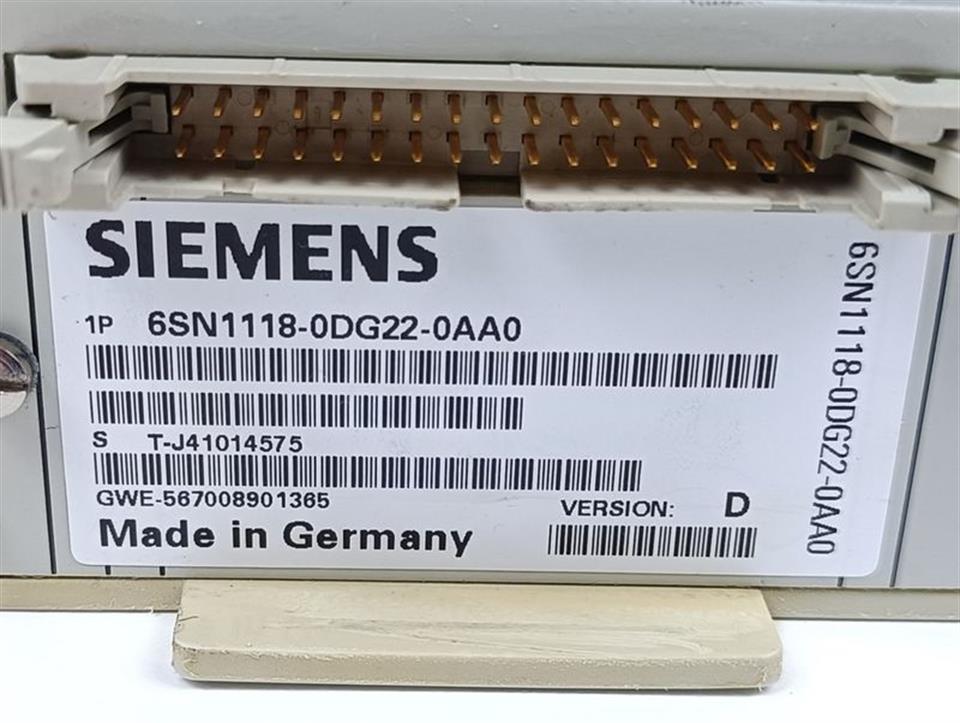 SIEMENS
1P 6SN1118-0DG22-0AA0
S T-J41014575
GWE-567008901365
VERSION: D
Made in Germany
6SN1118-0DG22-0AA0